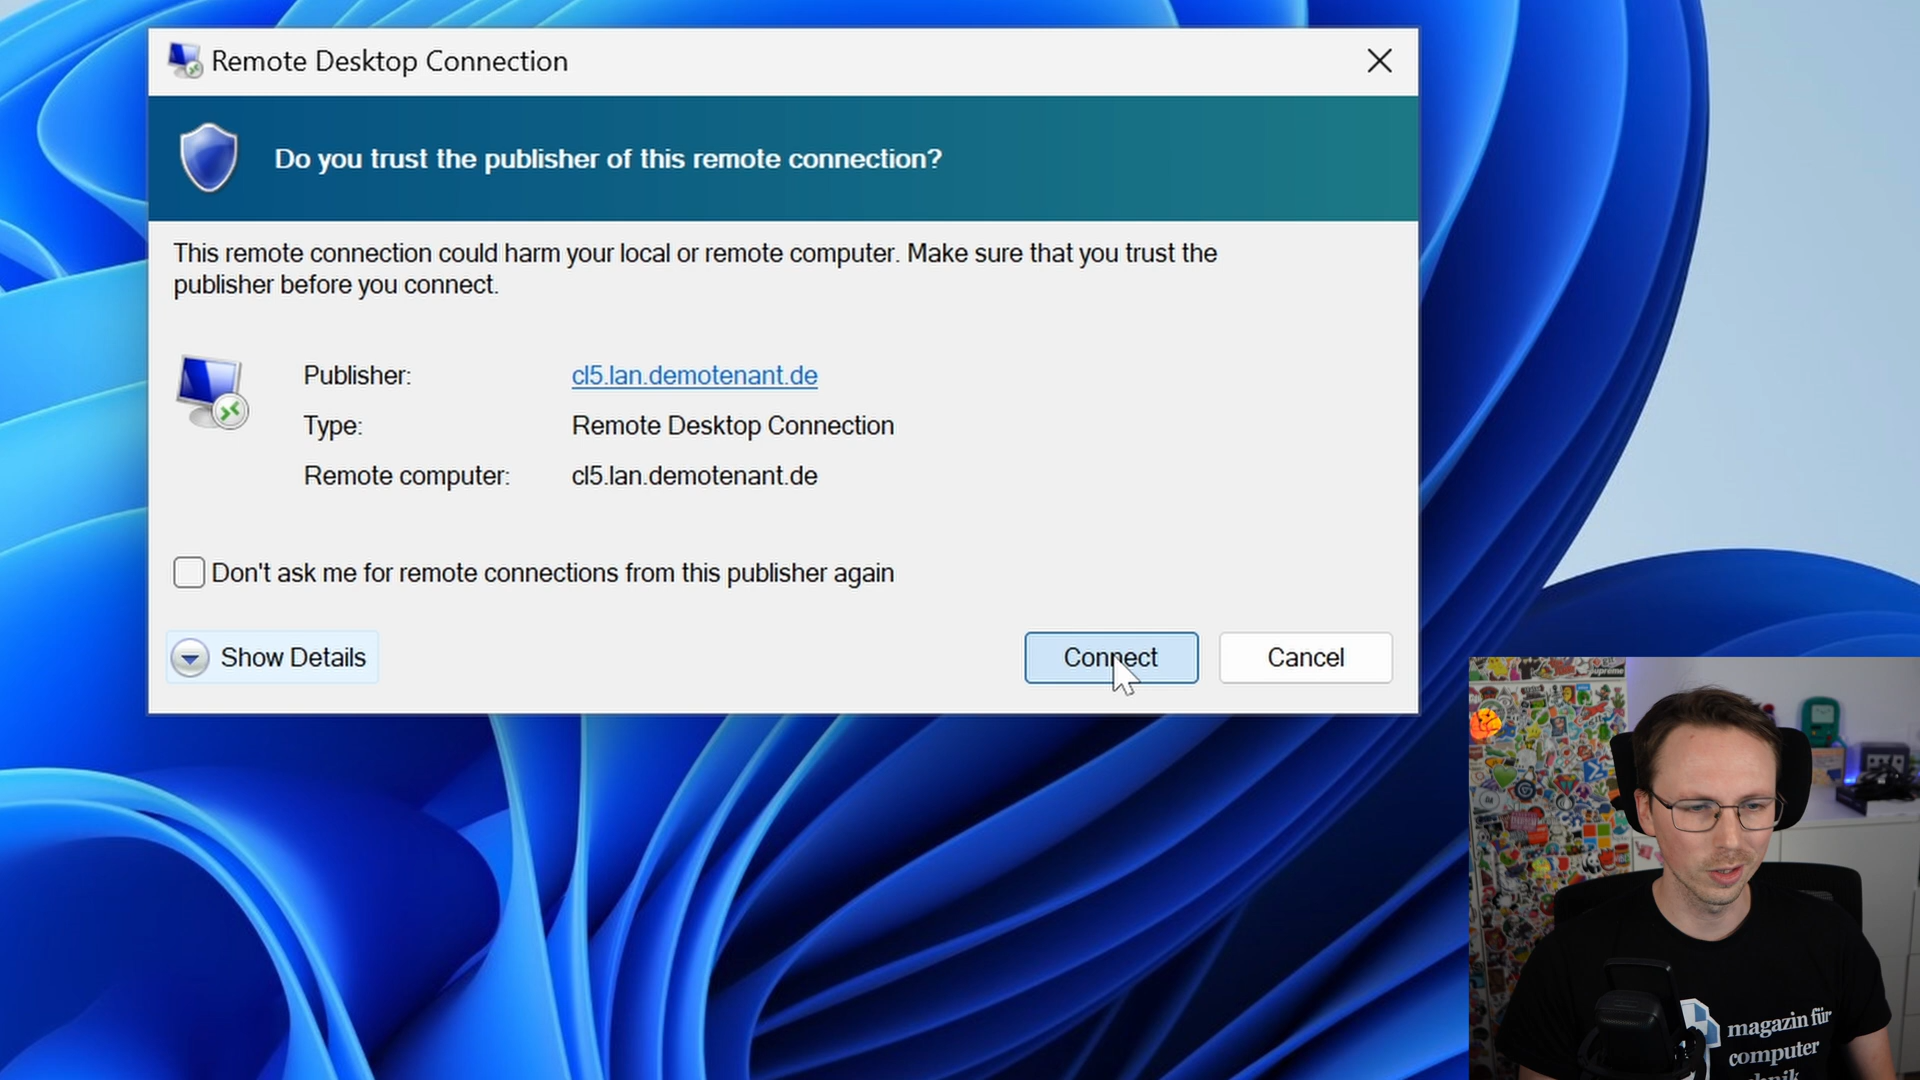 Remote Desktop Connection
Do you trust the publisher of this remote connection?
This remote connection could harm your local or remote computer. Make sure that you trust the
publisher before you connect.
Publisher: cl5.lan.demotenant.de
Type: Remote Desktop Connection
Remote computer: cl5.lan.demotenant.de
Don't ask me for remote connections from this publisher again
Show Details
Connect
Cancel
magazin für
computer